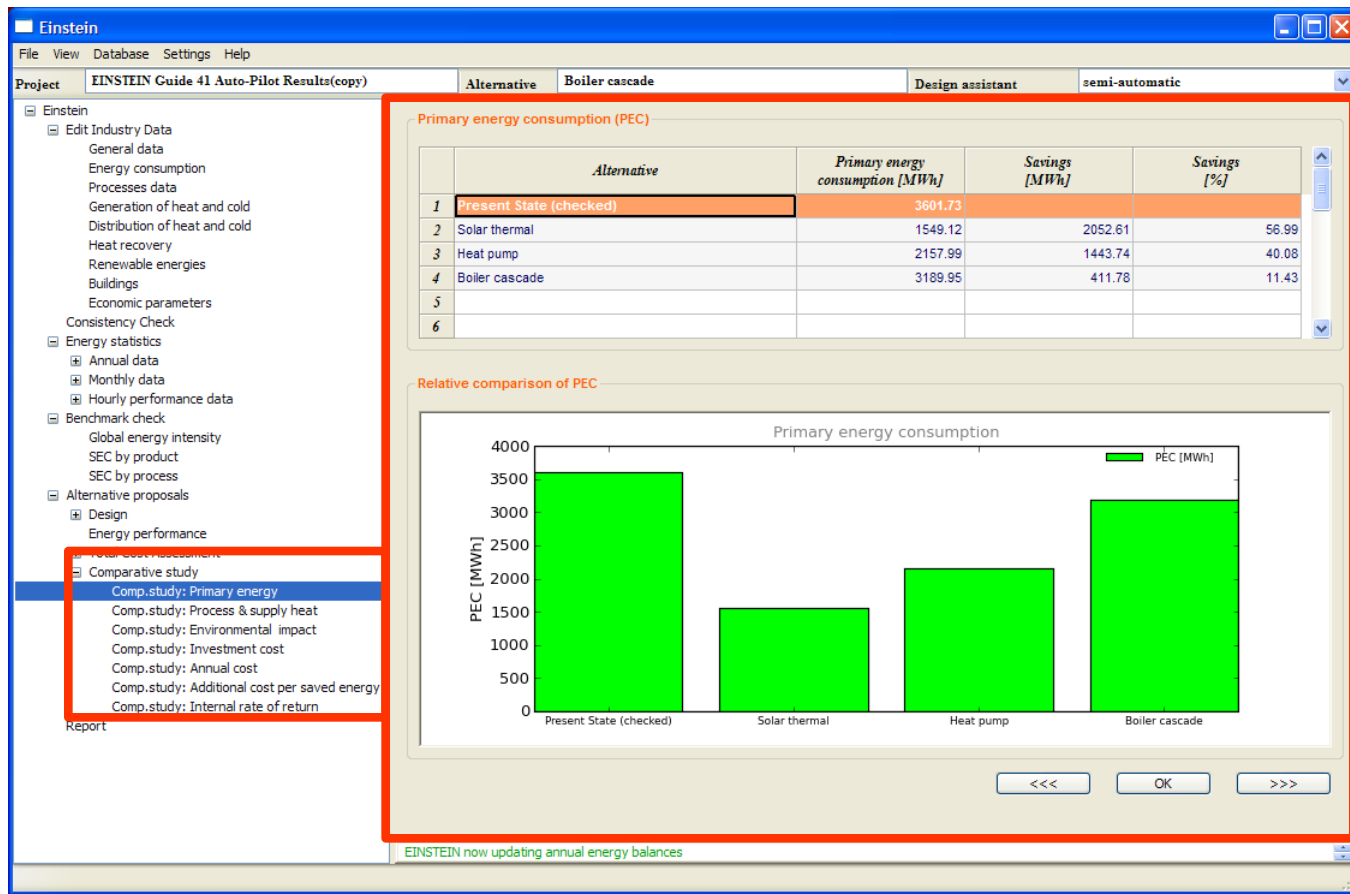 Einstein
File View Database Settings Help
Project EINSTEIN Guide 41 Auto-Pilot Results(copy) Alternative Boiler cascade Design assistant semi-automatic
Einstein
Edit Industry Data
General data
Energy consumption
Processes data
Generation of heat and cold
Distribution of heat and cold
Heat recovery
Renewable energies
Buildings
Economic parameters
Consistency Check
Energy statistics
Annual data
Monthly data
Hourly performance data
Benchmark check
Global energy intensity
SEC by product
SEC by process
Alternative proposals
Design
Energy performance
Total Cost Assessment
Comparative study
Comp.study: Primary energy
Comp.study: Process & supply heat
Comp.study: Environmental impact
Comp.study: Investment cost
Comp.study: Annual cost
Comp.study: Additional cost per saved energy
Comp.study: Internal rate of return
Report
Primary energy consumption (PEC)
Alternative Primary energy consumption [MWh] Savings [MWh] Savings [%]
1 Present State (checked) 3601.73
2 Solar thermal 1549.12 2052.61 56.99
3 Heat pump 2157.99 1443.74 40.08
4 Boiler cascade 3189.95 411.78 11.43
5
6
Relative comparison of PEC
Primary energy consumption
PEC [MWh]
4000
3500
3000
2500
2000
1500
1000
500
0
PEC [MWh]
Present State (checked) Solar thermal Heat pump Boiler cascade
<<< OK >>>
EINSTEIN now updating annual energy balances